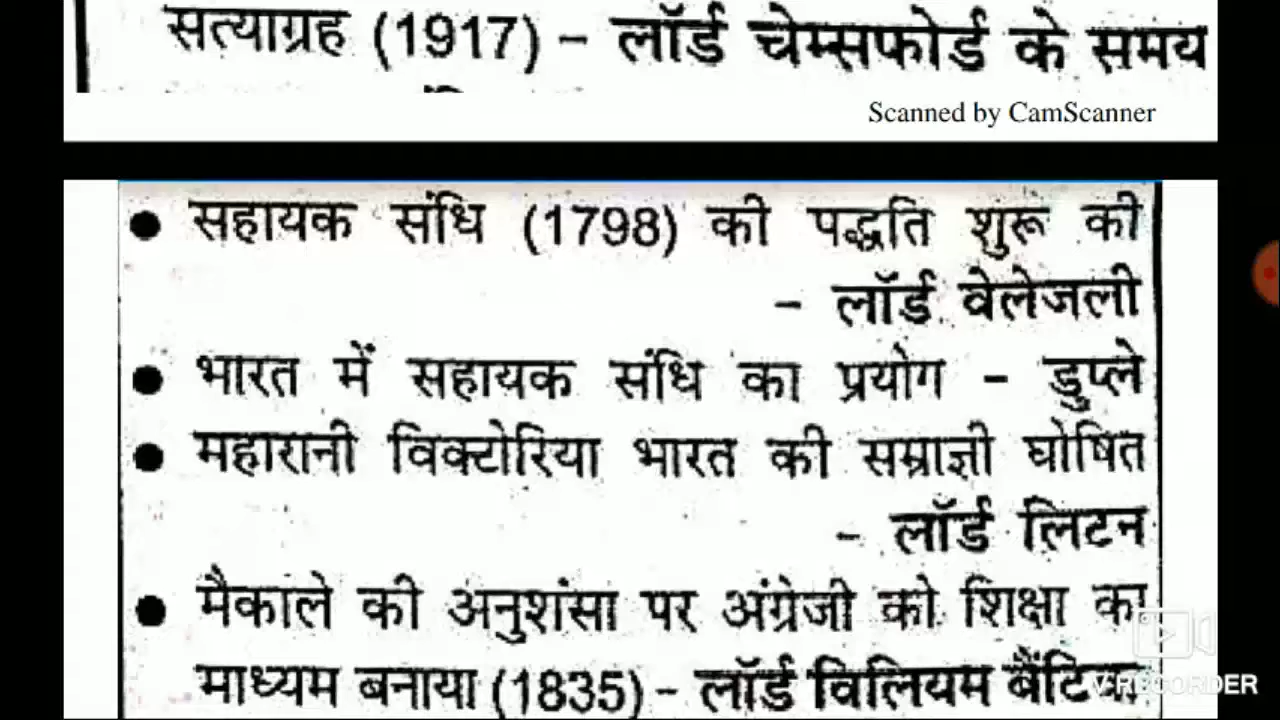 सत्याग्रह (1917) – लॉर्ड चेम्सफोर्ड के समय
Scanned by CamScanner
● सहायक संधि (1798) की पद्धति शुरू की
– लॉर्ड वेलेजली
● भारत में सहायक संधि का प्रयोग – डुप्ले
● महारानी विक्टोरिया भारत की सम्राज्ञी घोषित
– लॉर्ड लिटन
● मैकाले की अनुशंसा पर अंग्रेजी को शिक्षा का
माध्यम बनाया (1835) – लॉर्ड विलियम
V RECORDER